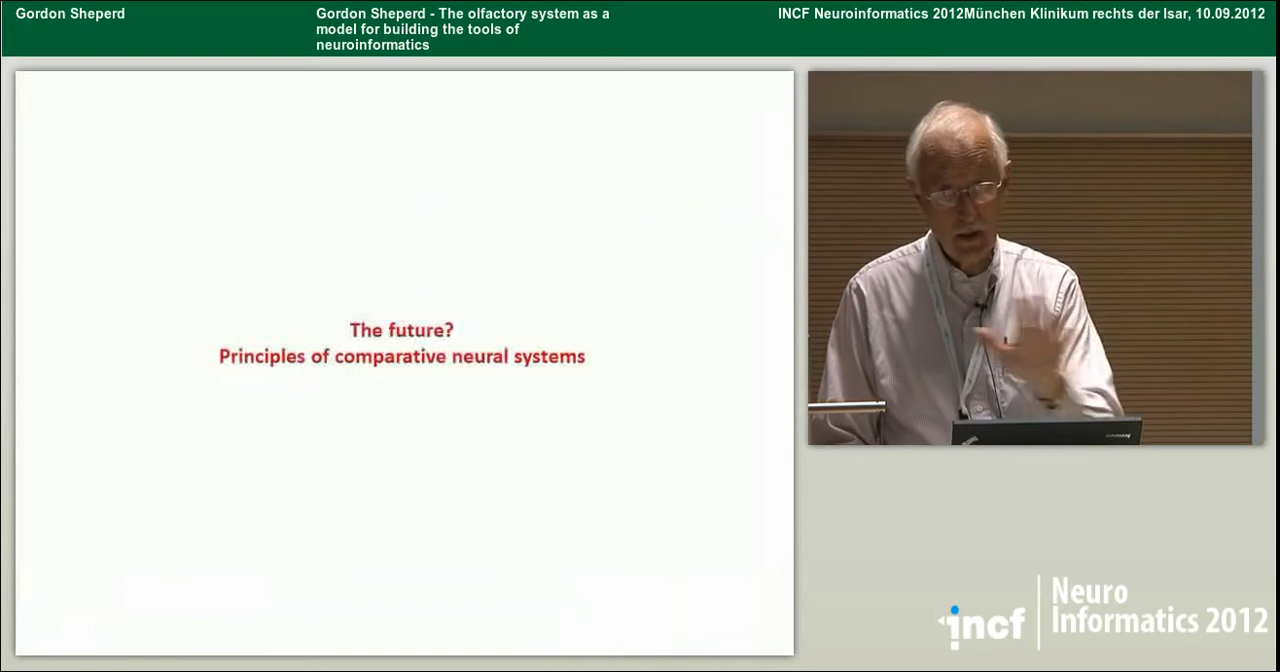 Gordon Sheperd
Gordon Sheperd - The olfactory system as a
model for building the tools of
neuroinformatics
INCF Neuroinformatics 2012München Klinikum rechts der Isar, 10.09.2012
The future?
Principles of comparative neural systems
incf
Neuro
Informatics 2012